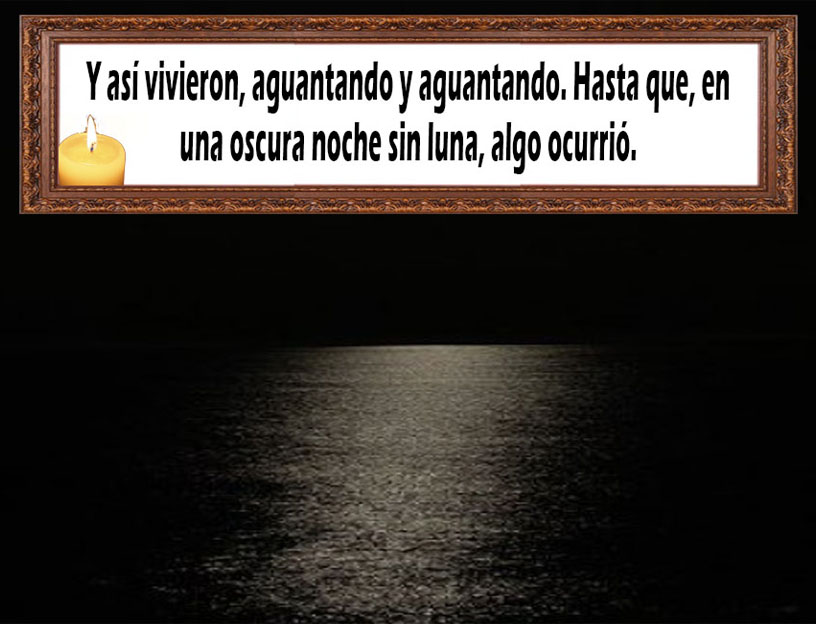 Y así vivieron, aguantando y aguantando. Hasta que, en
una oscura noche sin luna, algo ocurrió.